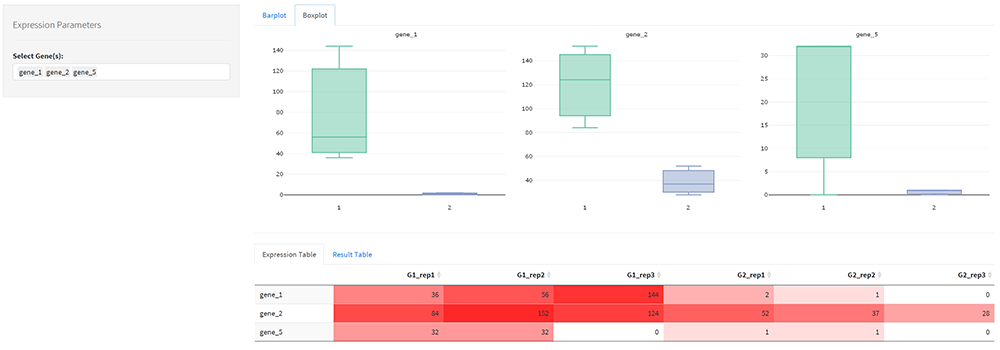 Expression Parameters
Select Gene(s):
gene_1 gene_2 gene_5
Barplot Boxplot
gene_1
140
120
100
80
60
40
20
0
1 2
gene_2
140
120
100
80
60
40
1 2
gene_5
30
25
20
15
10
5
0
1 2
Expression Table Result Table
G1_rep1 G1_rep2 G1_rep3 G2_rep1 G2_rep2 G2_rep3
gene_1 36 56 144 2 1 0
gene_2 84 152 124 52 37 28
gene_5 32 32 0 1 1 0